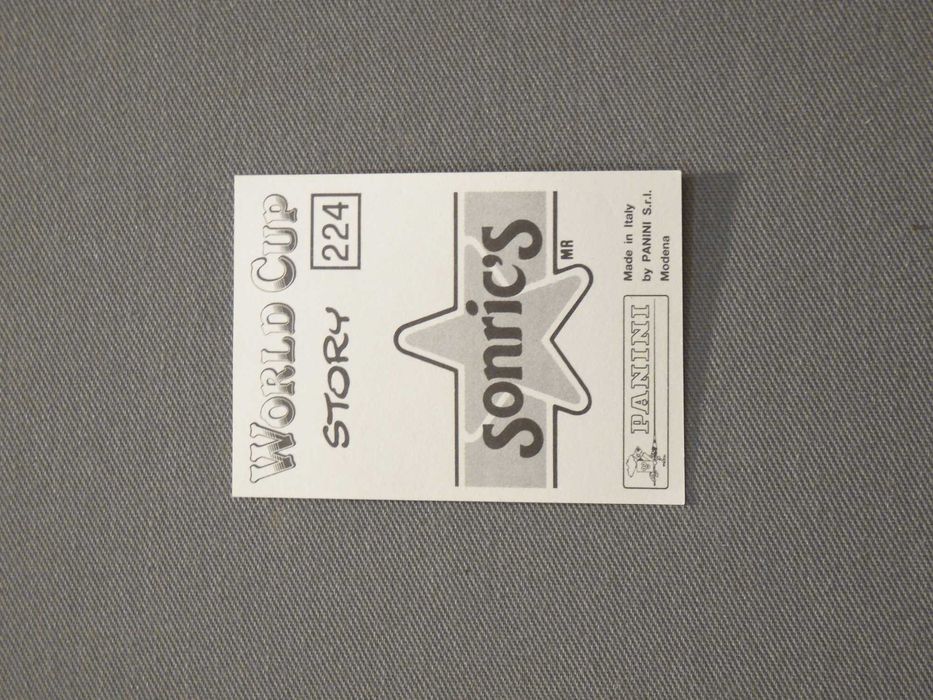 WORLD CUP
STORY 224
Sonric's
MR
PANINI
Made in Italy
by PANINI S.r.l.
Modena